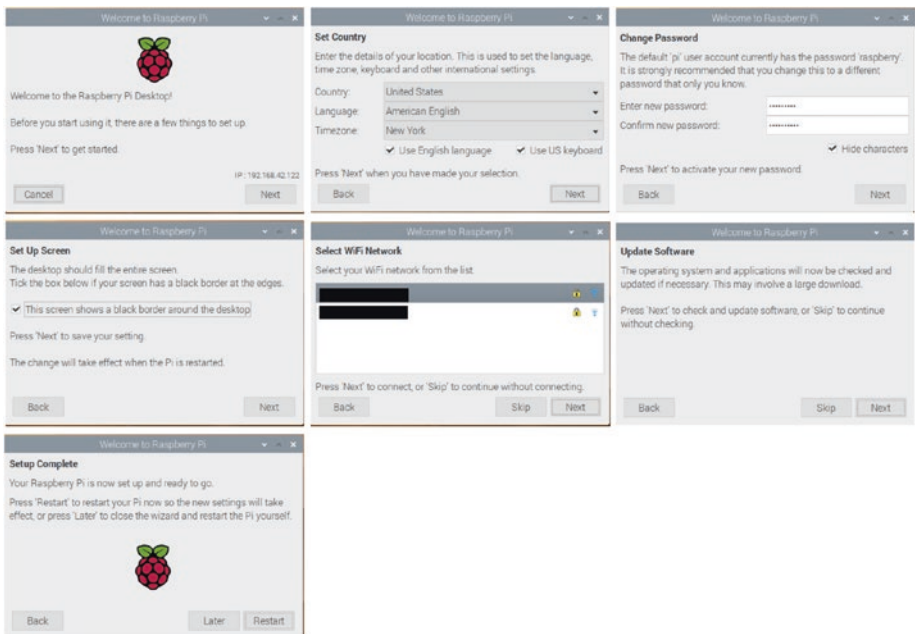 Welcome to Raspberry Pi
Welcome to the Raspberry Pi Desktop!
Before you start using it, there are a few things to set up.
Press 'Next' to get started.
IP : 192.168.42.122
Cancel
Next
Welcome to Raspberry Pi
Set Country
Enter the details of your location. This is used to set the language,
time zone, keyboard and other international settings.
Country: United States
Language: American English
Timezone: New York
Use English language Use US keyboard
Press 'Next' when you have made your selection.
Back
Next
Welcome to Raspberry Pi
Change Password
The default 'pi' user account currently has the password 'raspberry'.
It is strongly recommended that you change this to a different
password that only you know.
Enter new password:
Confirm new password:
Hide characters
Press 'Next' to activate your new password.
Back
Next
Welcome to Raspberry Pi
Set Up Screen
The desktop should fill the entire screen.
Tick the box below if your screen has a black border at the edges.
This screen shows a black border around the desktop
Press 'Next' to save your setting.
The change will take effect when the Pi is restarted.
Back
Next
Welcome to Raspberry Pi
Select WiFi Network
Select your WiFi network from the list.
Press 'Next' to connect, or 'Skip' to continue without connecting.
Back
Skip
Next
Welcome to Raspberry Pi
Update Software
The operating system and applications will now be checked and
updated if necessary. This may involve a large download.
Press 'Next' to check and update software, or 'Skip' to continue
without checking.
Back
Skip
Next
Welcome to Raspberry Pi
Setup Complete
Your Raspberry Pi is now set up and ready to go.
Press 'Restart' to restart your Pi now so the new settings will take
effect, or press 'Later' to close the wizard and restart the Pi yourself.
Back
Later
Restart